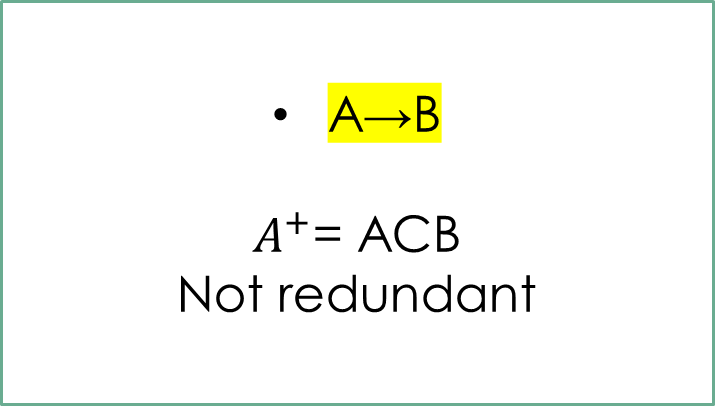 • A→B
A⁺= ACB
Not redundant